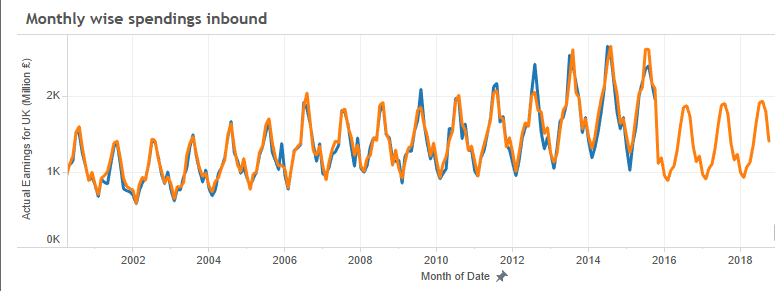 Monthly wise spendings inbound
Actual Earnings for UK (Million £)
2K
1K
0K
2002 2004 2006 2008 2010 2012 2014 2016 2018
Month of Date